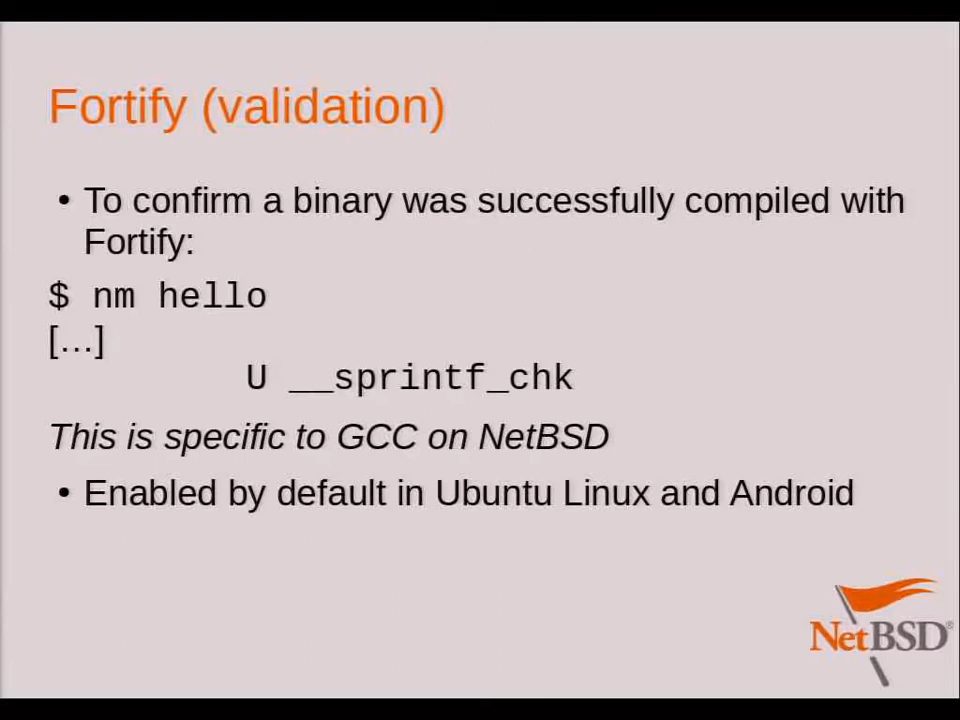 Fortify (validation)
• To confirm a binary was successfully compiled with
Fortify:
$ nm hello
[…]
U __sprintf_chk
This is specific to GCC on NetBSD
• Enabled by default in Ubuntu Linux and Android
NetBSD®